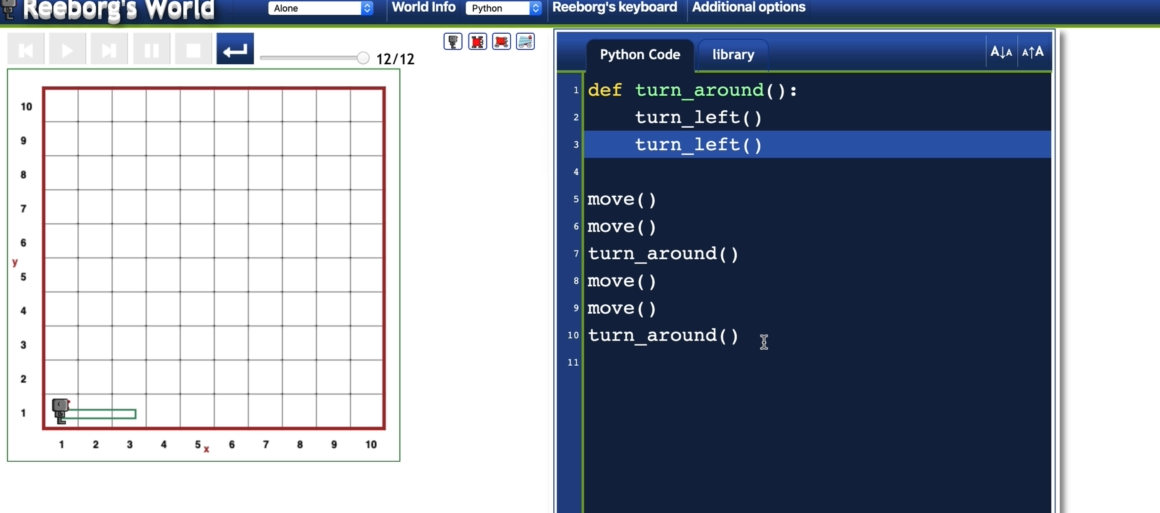 Reeborg's World
Alone
World Info
Python
Reeborg's keyboard
Additional options
12/12
Python Code
library
A↓A
A↑A
10
9
8
7
6
y
5
4
3
2
1
1 2 3 4 5 x 6 7 8 9 10
1 def turn_around():
2     turn_left()
3     turn_left()
4
5 move()
6 move()
7 turn_around()
8 move()
9 move()
10 turn_around()
11